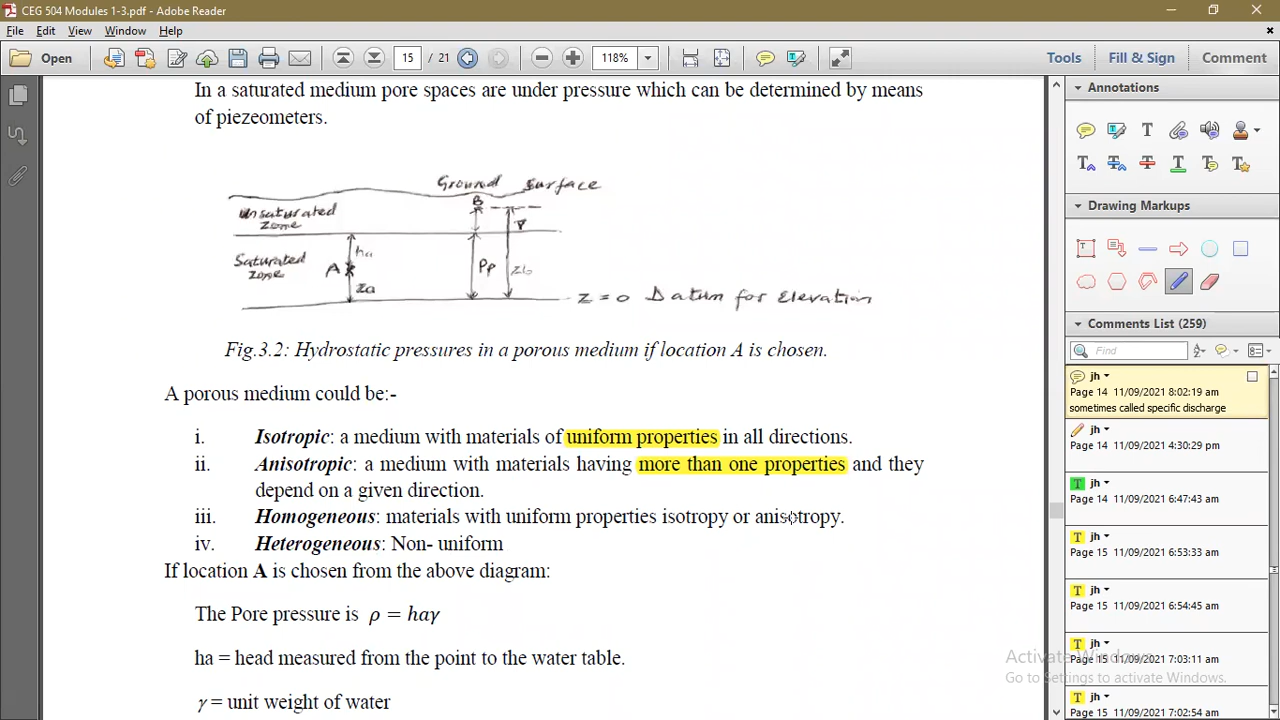 CEG 504 Modules 1-3.pdf - Adobe Reader
File Edit View Window Help
Open 15 / 21 118% Tools Fill & Sign Comment
In a saturated medium pore spaces are under pressure which can be determined by means
of piezeometers.
Ground Surface
Unsaturated
zone
B
P
Saturated
zone
A
ha
za
Pp
zb
z = 0 Datum for Elevation
Fig.3.2: Hydrostatic pressures in a porous medium if location A is chosen.
A porous medium could be:-
i. Isotropic: a medium with materials of uniform properties in all directions.
ii. Anisotropic: a medium with materials having more than one properties and they
depend on a given direction.
iii. Homogeneous: materials with uniform properties isotropy or anisotropy.
iv. Heterogeneous: Non- uniform
If location A is chosen from the above diagram:
The Pore pressure is ρ = haγ
ha = head measured from the point to the water table.
γ = unit weight of water
Annotations
Drawing Markups
Comments List (259)
Find
jh
Page 14 11/09/2021 8:02:19 am
sometimes called specific discharge
jh
Page 14 11/09/2021 4:30:29 pm
jh
Page 14 11/09/2021 6:47:43 am
jh
Page 15 11/09/2021 6:53:33 am
jh
Page 15 11/09/2021 6:54:45 am
jh
Page 15 11/09/2021 7:03:11 am
jh
Page 15 11/09/2021 7:02:54 am
Activate Windows
Go to Settings to activate Windows.